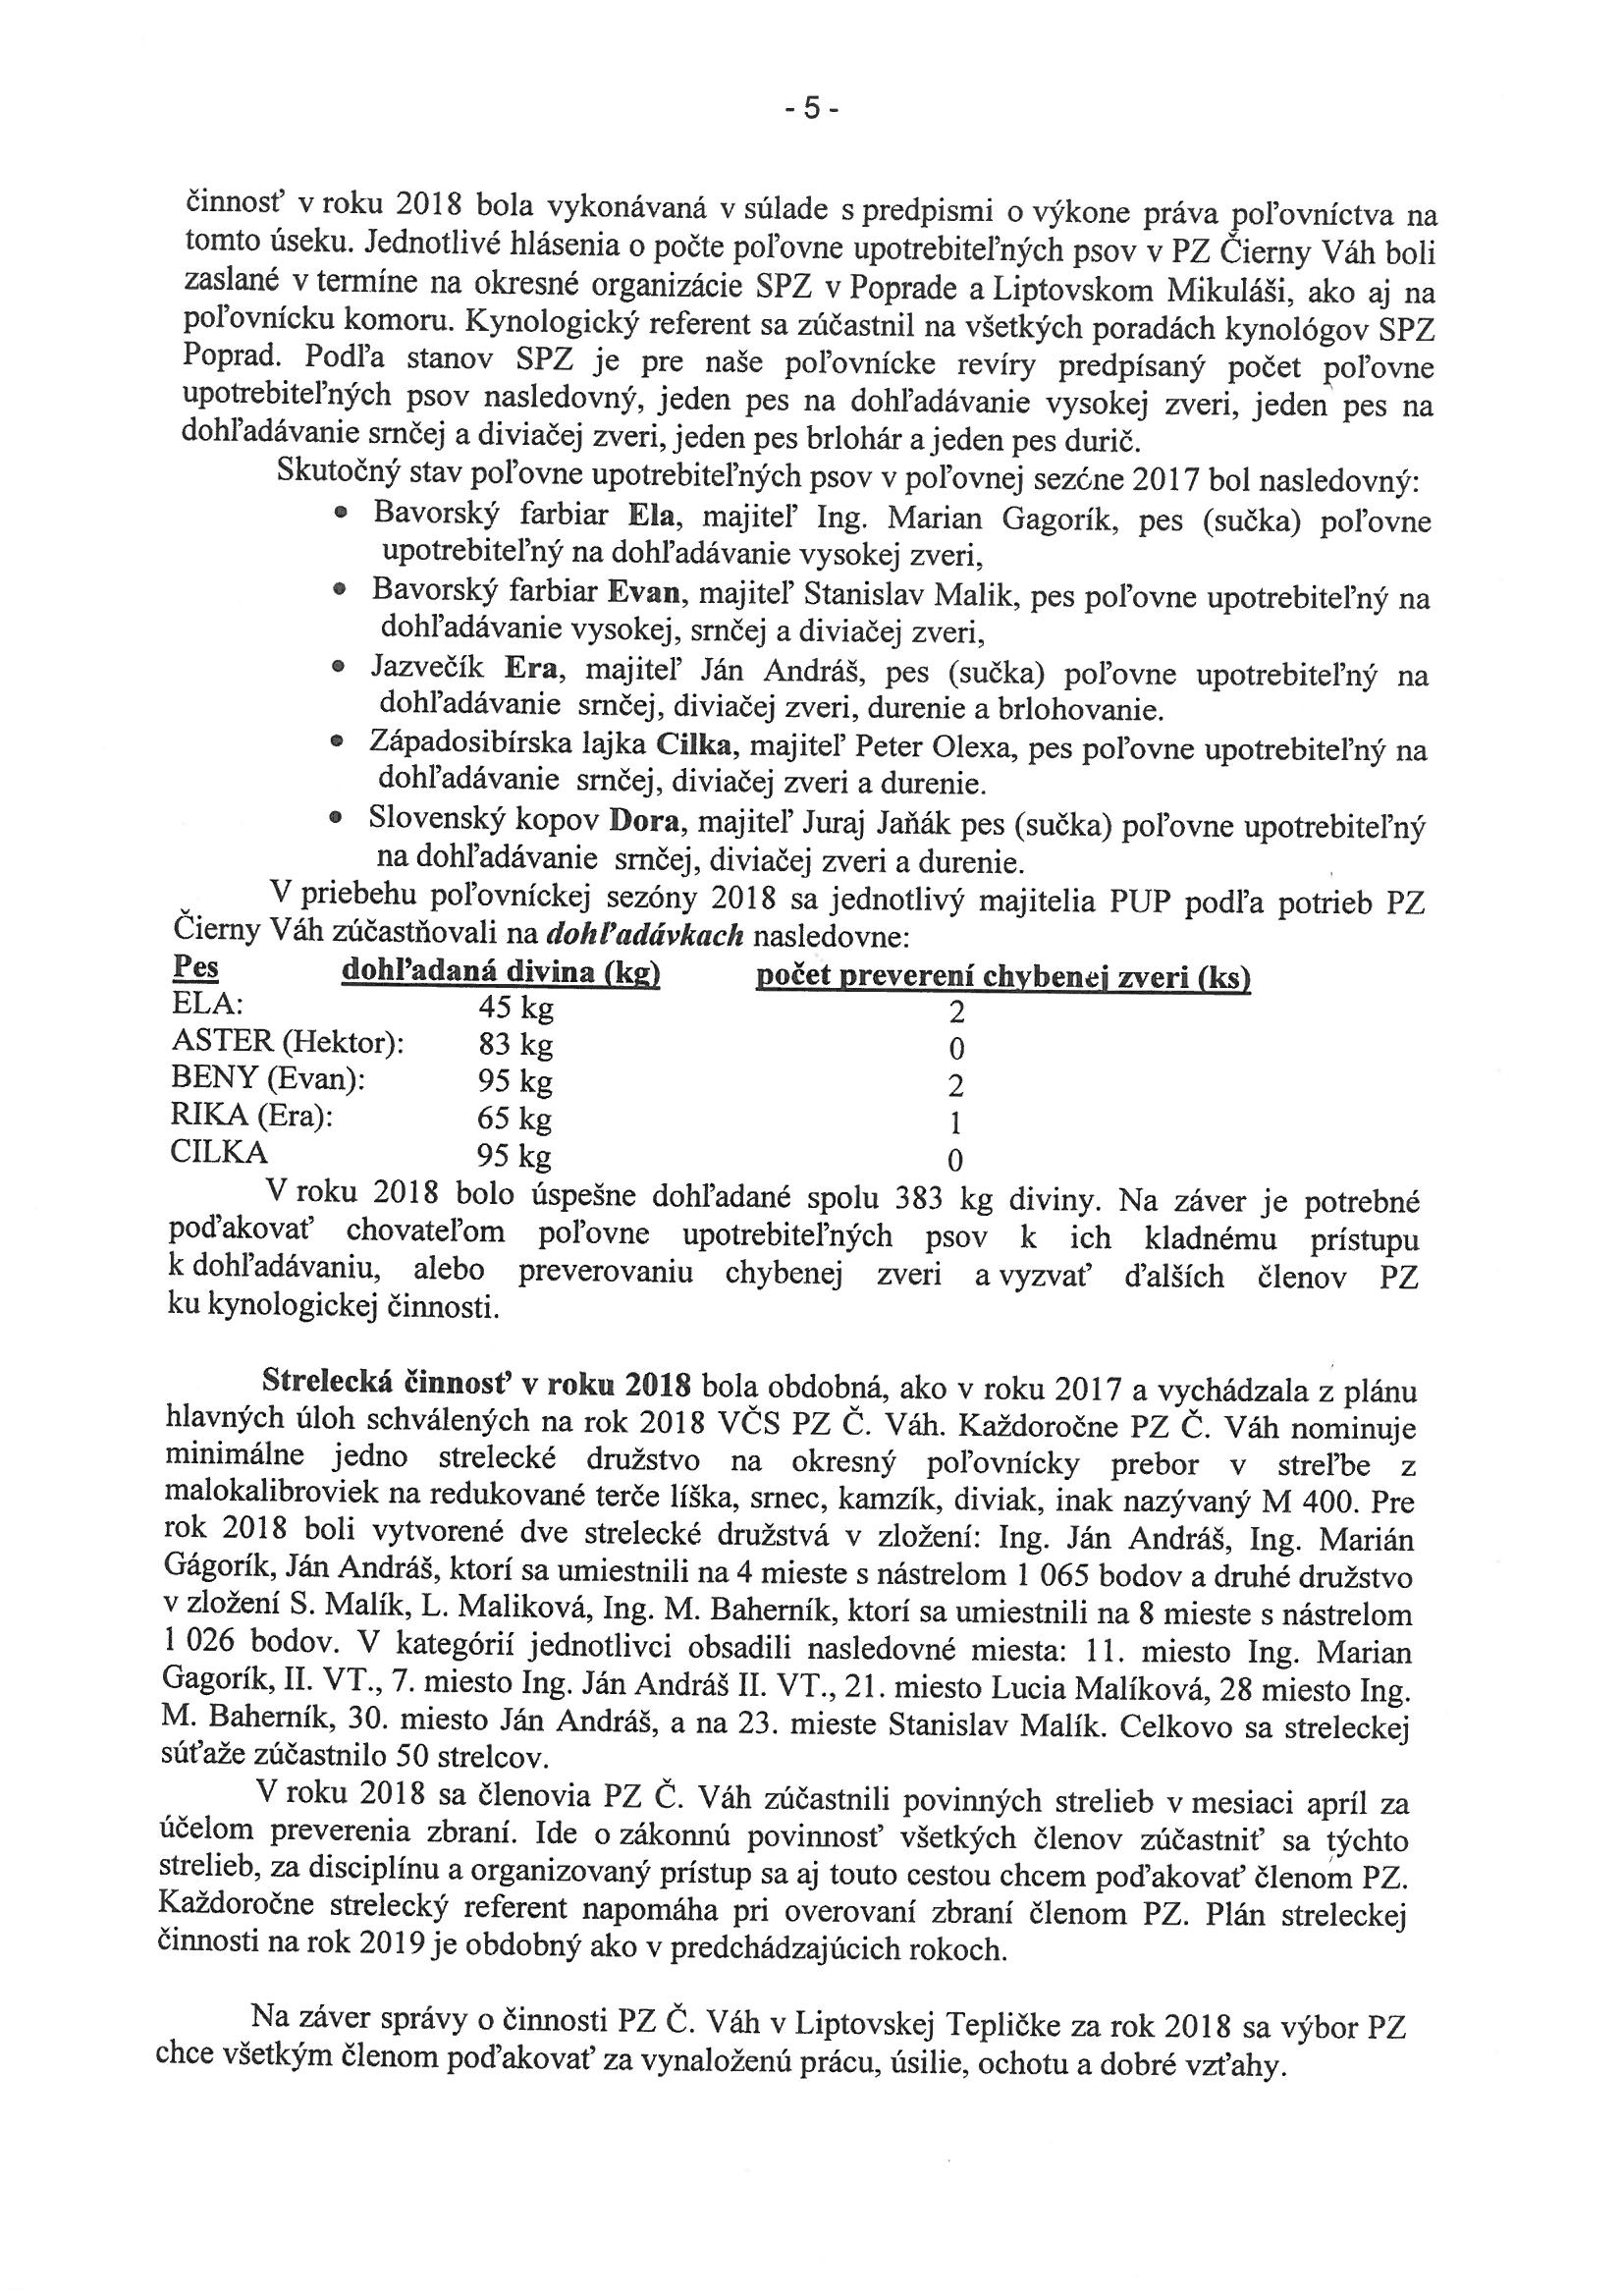 - 5 -
činnosť v roku 2018 bola vykonávaná v súlade s predpismi o výkone práva poľovníctva na
tomto úseku. Jednotlivé hlásenia o počte poľovne upotrebiteľných psov v PZ Čierny Váh boli
zaslané v termíne na okresné organizácie SPZ v Poprade a Liptovskom Mikuláši, ako aj na
poľovnícku komoru. Kynologický referent sa zúčastnil na všetkých poradách kynológov SPZ
Poprad. Podľa stanov SPZ je pre naše poľovnícke revíry predpísaný počet poľovne
upotrebiteľných psov nasledovný, jeden pes na dohľadávanie vysokej zveri, jeden pes na
dohľadávanie srnčej a diviačej zveri, jeden pes brlohár a jeden pes durič.
Skutočný stav poľovne upotrebiteľných psov v poľovnej sezóne 2017 bol nasledovný:
• Bavorský farbiar Ela, majiteľ Ing. Marian Gagorík, pes (sučka) poľovne
upotrebiteľný na dohľadávanie vysokej zveri,
• Bavorský farbiar Evan, majiteľ Stanislav Malik, pes poľovne upotrebiteľný na
dohľadávanie vysokej, srnčej a diviačej zveri,
• Jazvečík Era, majiteľ Ján Andráš, pes (sučka) poľovne upotrebiteľný na
dohľadávanie srnčej, diviačej zveri, durenie a brlohovanie.
• Západosibírska lajka Cilka, majiteľ Peter Olexa, pes poľovne upotrebiteľný na
dohľadávanie srnčej, diviačej zveri a durenie.
• Slovenský kopov Dora, majiteľ Juraj Jaňák pes (sučka) poľovne upotrebiteľný
na dohľadávanie srnčej, diviačej zveri a durenie.
V priebehu poľovníckej sezóny 2018 sa jednotlivý majitelia PUP podľa potrieb PZ
Čierny Váh zúčastňovali na dohľadávkach nasledovne:
Pes dohľadaná divina (kg) počet preverení chybenej zveri (ks)
ELA: 45 kg 2
ASTER (Hektor): 83 kg 0
BENY (Evan): 95 kg 2
RIKA (Era): 65 kg 1
CILKA 95 kg 0
V roku 2018 bolo úspešne dohľadané spolu 383 kg diviny. Na záver je potrebné
poďakovať chovateľom poľovne upotrebiteľných psov k ich kladnému prístupu
k dohľadávaniu, alebo preverovaniu chybenej zveri a vyzvať ďalších členov PZ
ku kynologickej činnosti.
Strelecká činnosť v roku 2018 bola obdobná, ako v roku 2017 a vychádzala z plánu
hlavných úloh schválených na rok 2018 VČS PZ Č. Váh. Každoročne PZ Č. Váh nominuje
minimálne jedno strelecké družstvo na okresný poľovnícky prebor v streľbe z
malokalibroviek na redukované terče líška, srnec, kamzík, diviak, inak nazývaný M 400. Pre
rok 2018 boli vytvorené dve strelecké družstvá v zložení: Ing. Ján Andráš, Ing. Marián
Gágorík, Ján Andráš, ktorí sa umiestnili na 4 mieste s nástrelom 1 065 bodov a druhé družstvo
v zložení S. Malík, L. Maliková, Ing. M. Baherník, ktorí sa umiestnili na 8 mieste s nástrelom
1 026 bodov. V kategórií jednotlivci obsadili nasledovné miesta: 11. miesto Ing. Marian
Gagorík, II. VT., 7. miesto Ing. Ján Andráš II. VT., 21. miesto Lucia Malíková, 28 miesto Ing.
M. Baherník, 30. miesto Ján Andráš, a na 23. mieste Stanislav Malík. Celkovo sa streleckej
súťaže zúčastnilo 50 strelcov.
V roku 2018 sa členovia PZ Č. Váh zúčastnili povinných strelieb v mesiaci apríl za
účelom preverenia zbraní. Ide o zákonnú povinnosť všetkých členov zúčastniť sa týchto
strelieb, za disciplínu a organizovaný prístup sa aj touto cestou chcem poďakovať členom PZ.
Každoročne strelecký referent napomáha pri overovaní zbraní členom PZ. Plán streleckej
činnosti na rok 2019 je obdobný ako v predchádzajúcich rokoch.
Na záver správy o činnosti PZ Č. Váh v Liptovskej Tepličke za rok 2018 sa výbor PZ
chce všetkým členom poďakovať za vynaloženú prácu, úsilie, ochotu a dobré vzťahy.